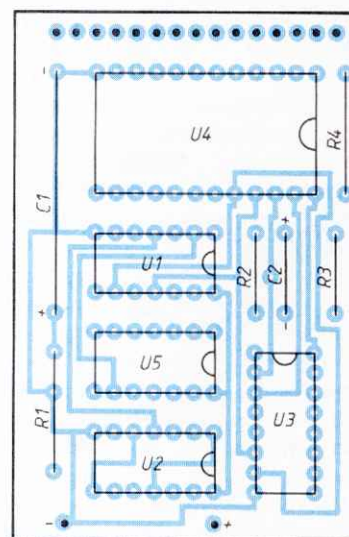 -
U4
R4
C1
+
U1
R2
C2
R3
-
+
U5
R1
U3
U2
-
+